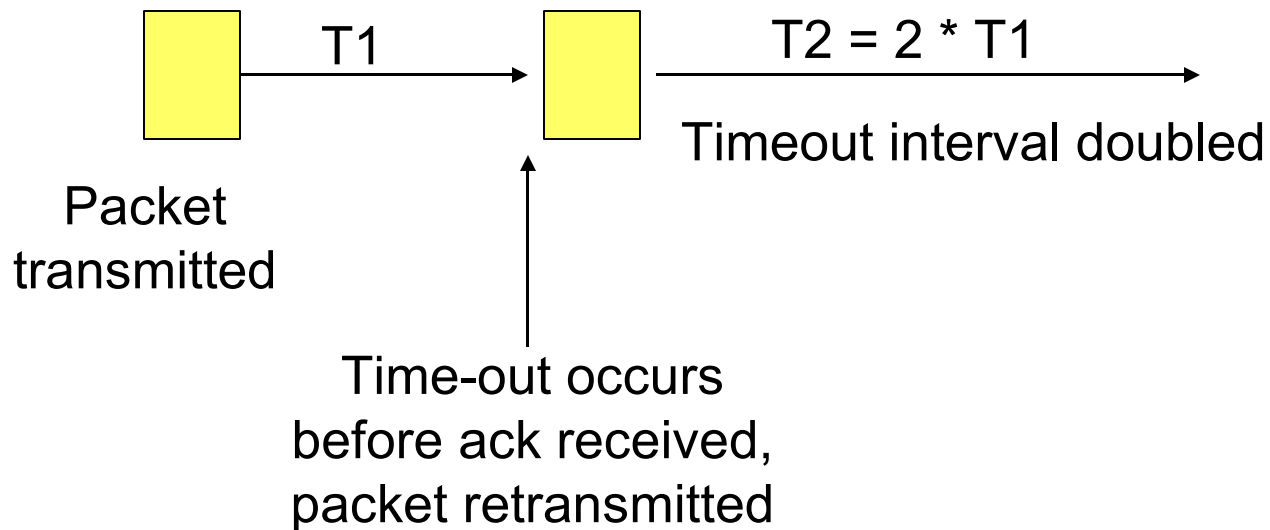 T1
T2 = 2 * T1
Timeout interval doubled
Packet
transmitted
Time-out occurs
before ack received,
packet retransmitted